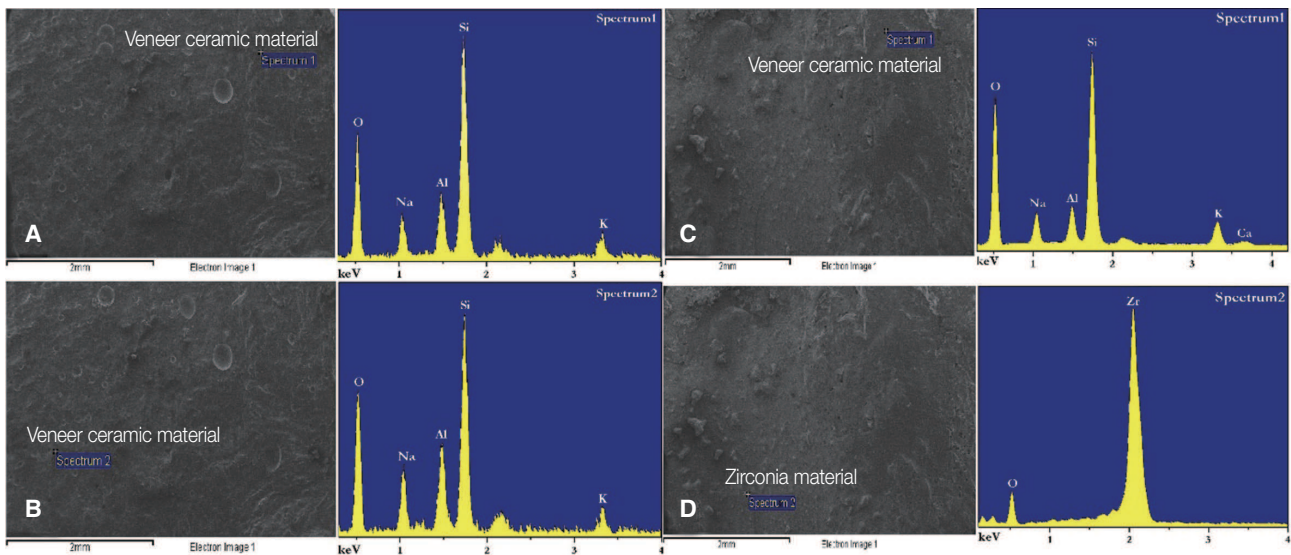 Veneer ceramic material
Spectrum 1
A
2mm
Electron Image 1
Spectrum1
Si
O
Al
Na
K
keV 1 2 3 4
Spectrum 1
Veneer ceramic material
C
2mm
Electron Image 1
Spectrum1
Si
O
Na
Al
K
Ca
keV 1 2 3 4
Veneer ceramic material
Spectrum 2
B
2mm
Electron Image 1
Spectrum2
Si
O
Al
Na
K
keV 1 2 3 4
Zirconia material
Spectrum 2
D
2mm
Electron Image 1
Spectrum2
Zr
O
keV 1 2 3 4